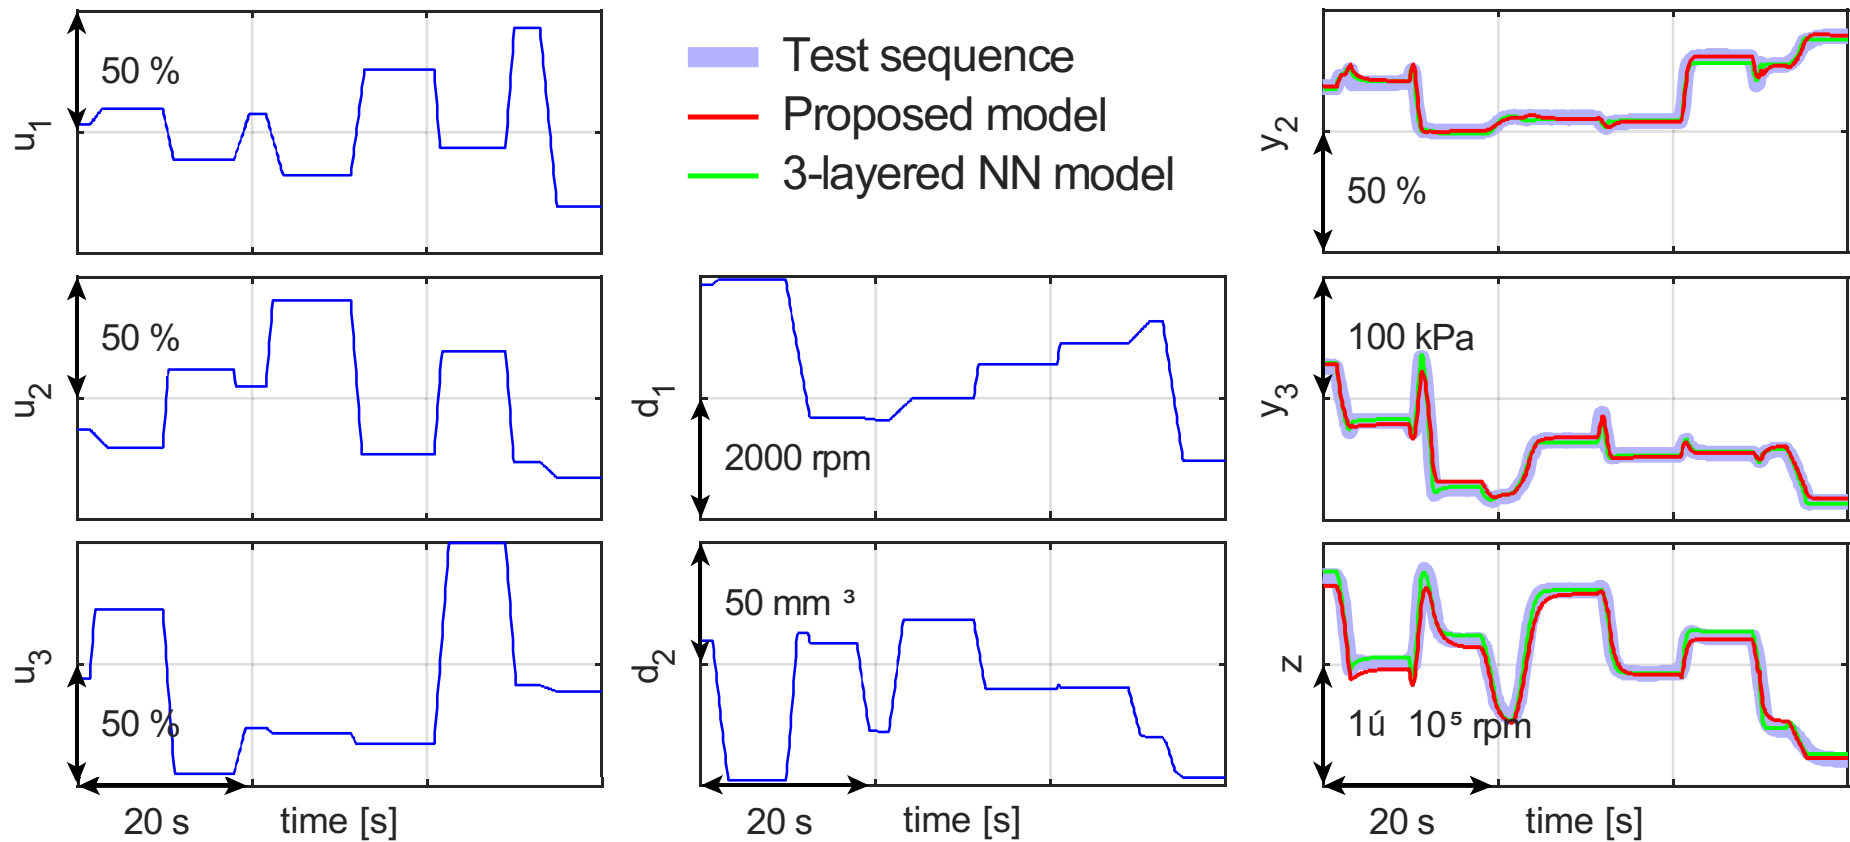 50 %
u1
Test sequence
Proposed model
3-layered NN model
y2
50 %
50 %
u2
d1
2000 rpm
100 kPa
y3
u3
50 %
20 s
time [s]
50 mm ³
d2
20 s
time [s]
z
1ú 10⁵ rpm
20 s
time [s]